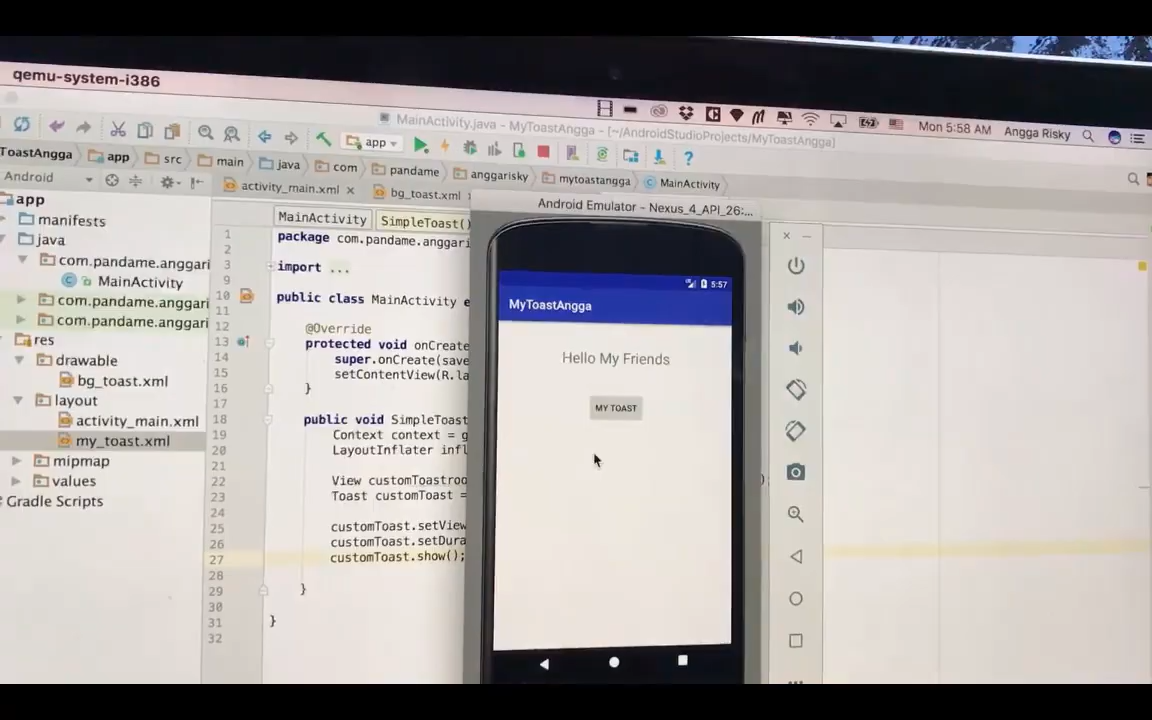 qemu-system-i386
Mon 5:58 AM Angga Risky
MainActivity.java - MyToastAngga - [~/AndroidStudioProjects/MyToastAngga]
app
ToastAngga app src main java com pandame anggarisky mytoastangga MainActivity
Android
activity_main.xml
bg_toast.xml
app
manifests
java
com.pandame.anggari
MainActivity
com.pandame.anggari
com.pandame.anggari
res
drawable
bg_toast.xml
layout
activity_main.xml
my_toast.xml
mipmap
values
Gradle Scripts
MainActivity SimpleToast()
1 package com.pandame.anggari
2
3 import ...
9
10 public class MainActivity e
11
12 @Override
13 protected void onCreate
14 super.onCreate(save
15 setContentView(R.la
16 }
17
18 public void SimpleToast
19 Context context = g
20 LayoutInflater infl
21
22 View customToastroo
23 Toast customToast =
24
25 customToast.setView
26 customToast.setDura
27 customToast.show();
28
29 }
30
31 }
32
Android Emulator - Nexus_4_API_26:...
5:57
MyToastAngga
Hello My Friends
MY TOAST